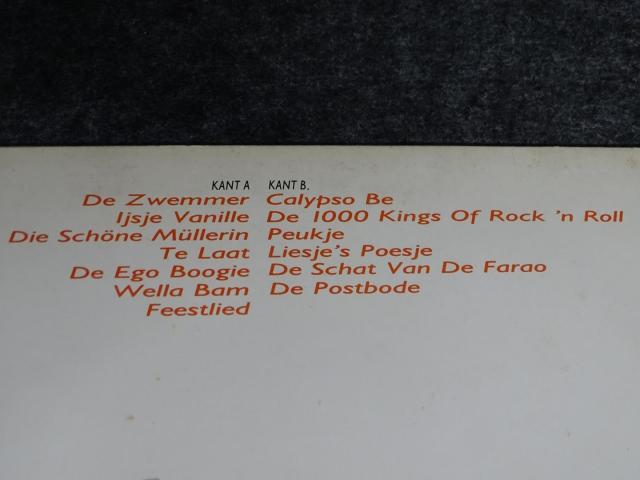 KANT A
De Zwemmer
Ijsje Vanille
Die Schöne Müllerin
Te Laat
De Ego Boogie
Wella Bam
Feestlied
KANT B.
Calypso Be
De 1000 Kings Of Rock 'n Roll
Peukje
Liesje's Poesje
De Schat Van De Farao
De Postbode